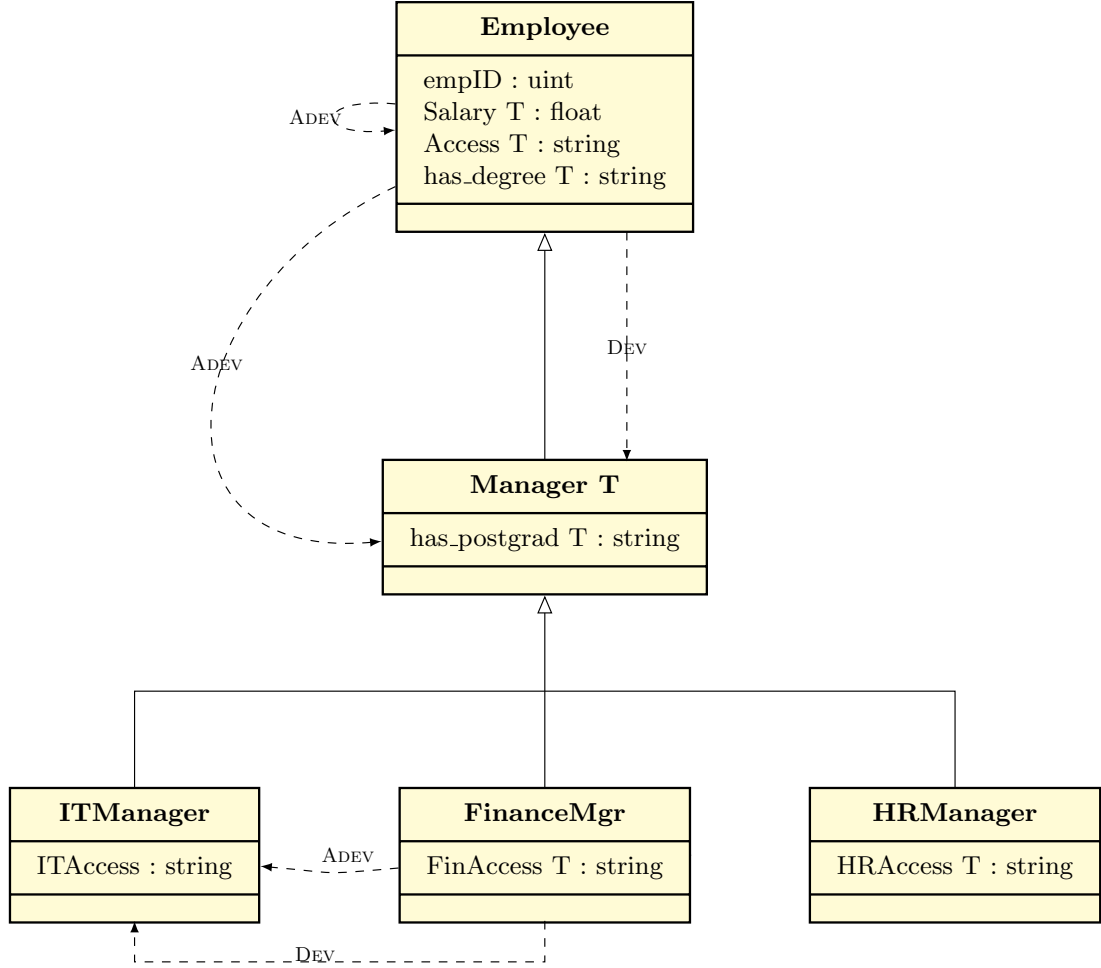 Employee
empID : uint
Salary T : float
Access T : string
has_degree T : string
ADEV
ADEV
DEV
Manager T
has_postgrad T : string
ITManager
ITAccess : string
ADEV
FinanceMgr
FinAccess T : string
HRManager
HRAccess T : string
DEV